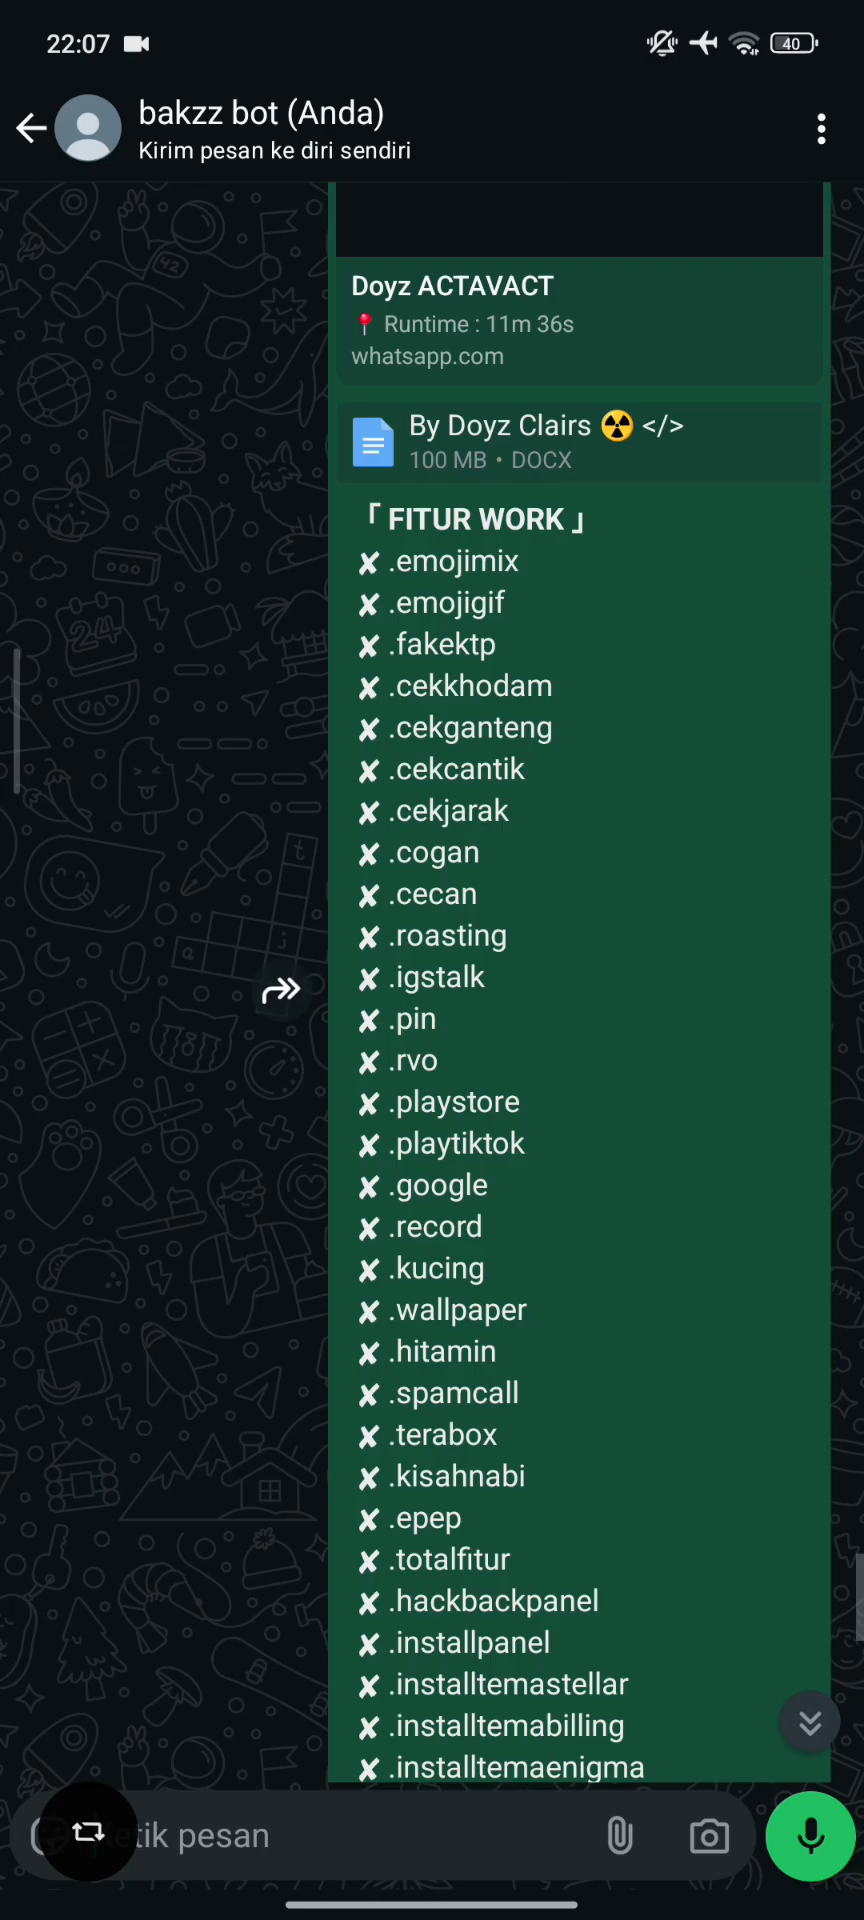 22:07
40
bakzz bot (Anda)
Kirim pesan ke diri sendiri
Doyz ACTAVACT
📍 Runtime : 11m 36s
whatsapp.com
By Doyz Clairs ☢️ </>
100 MB • DOCX
「 FITUR WORK 」
✘ .emojimix
✘ .emojigif
✘ .fakektp
✘ .cekkhodam
✘ .cekganteng
✘ .cekcantik
✘ .cekjarak
✘ .cogan
✘ .cecan
✘ .roasting
✘ .igstalk
✘ .pin
✘ .rvo
✘ .playstore
✘ .playtiktok
✘ .google
✘ .record
✘ .kucing
✘ .wallpaper
✘ .hitamin
✘ .spamcall
✘ .terabox
✘ .kisahnabi
✘ .epep
✘ .totalfitur
✘ .hackbackpanel
✘ .installpanel
✘ .installtemastellar
✘ .installtemabilling
✘ .installtemaenigma
tik pesan